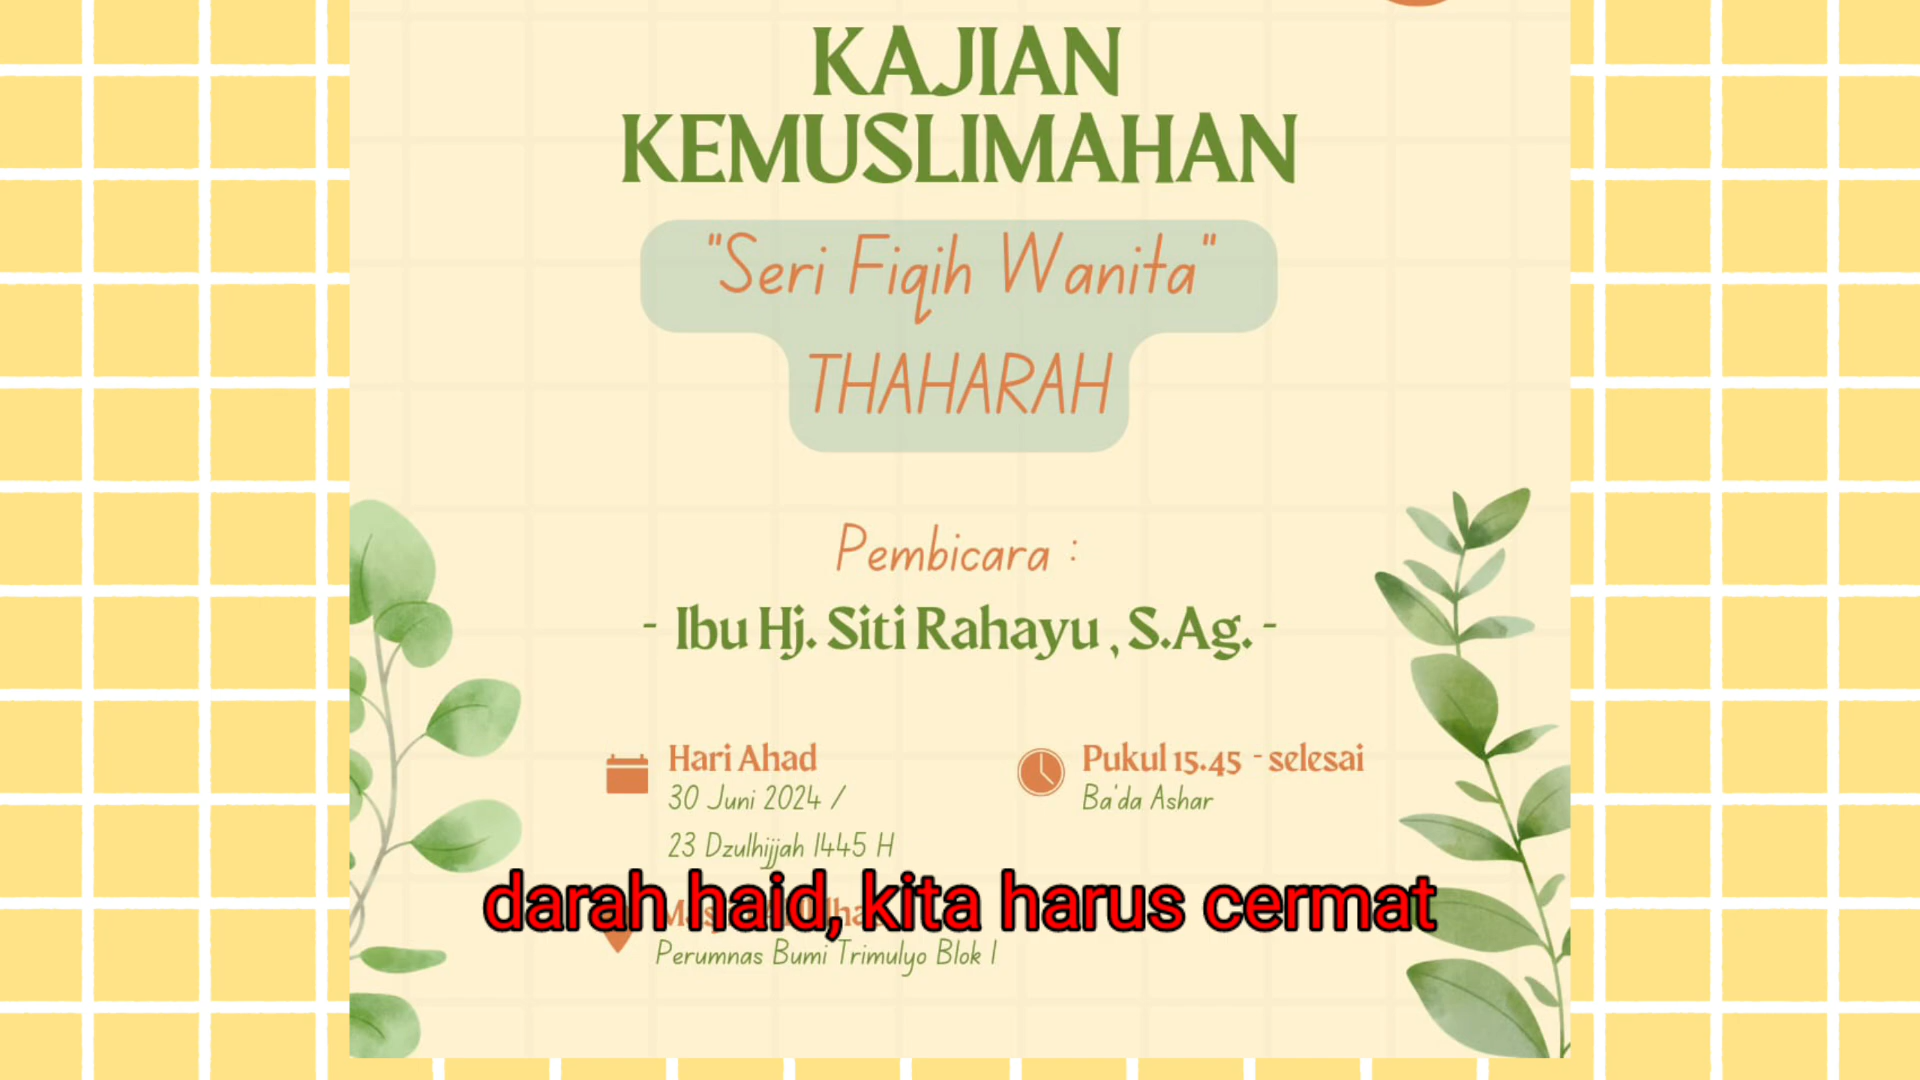 KAJIAN
KEMUSLIMAHAN
"Seri Fiqih Wanita"
THAHARAH
Pembicara :
- Ibu Hj. Siti Rahayu , S.Ag. -
Hari Ahad
30 Juni 2024 /
23 Dzulhijjah 1445 H
Pukul 15.45 - selesai
Ba'da Ashar
darah haid, kita harus cermat
Perumnas Bumi Trimulyo Blok I